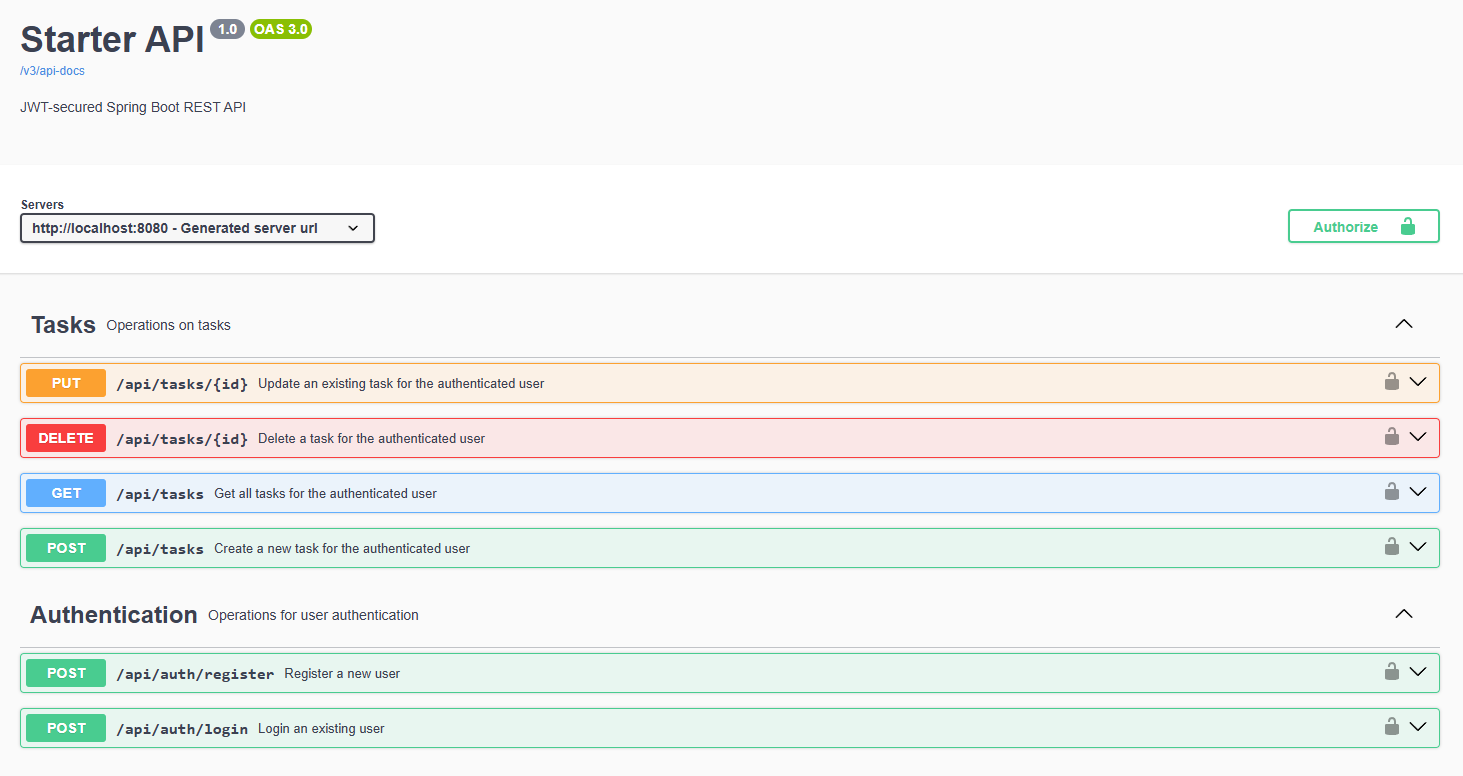 Starter API 1.0 OAS 3.0
/v3/api-docs
JWT-secured Spring Boot REST API
Servers
http://localhost:8080 - Generated server url
Authorize
Tasks Operations on tasks
PUT /api/tasks/{id} Update an existing task for the authenticated user
DELETE /api/tasks/{id} Delete a task for the authenticated user
GET /api/tasks Get all tasks for the authenticated user
POST /api/tasks Create a new task for the authenticated user
Authentication Operations for user authentication
POST /api/auth/register Register a new user
POST /api/auth/login Login an existing user